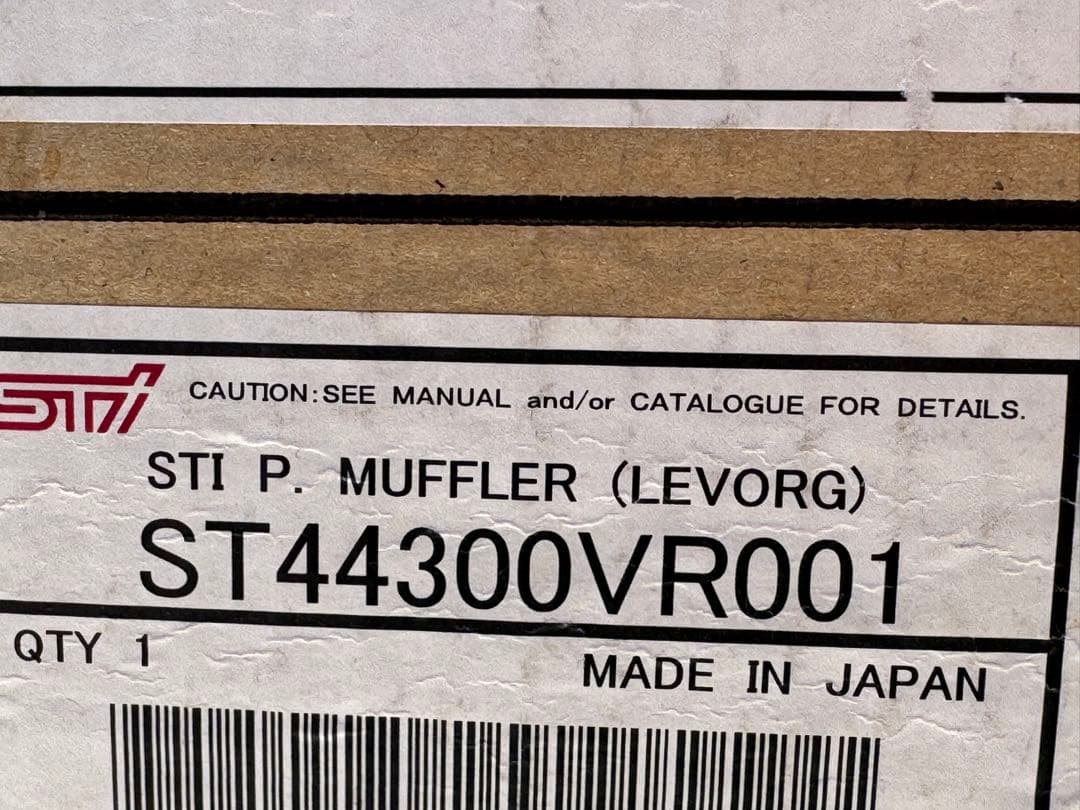 STI CAUTION:SEE MANUAL and/or CATALOGUE FOR DETAILS.
STI P. MUFFLER (LEVORG)
ST44300VR001
QTY 1 MADE IN JAPAN